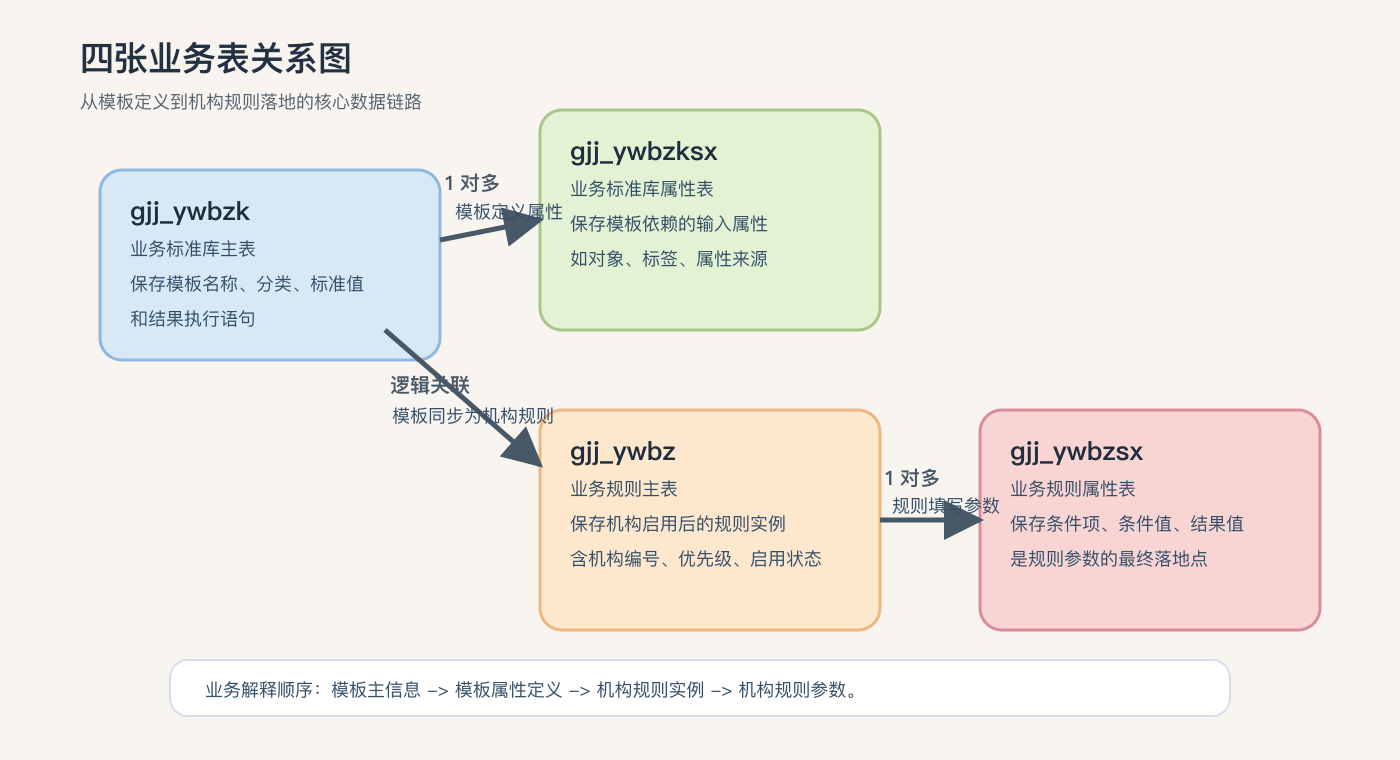 四张业务表关系图
从模板定义到机构规则落地的核心数据链路
gjj_ywbzk
业务标准库主表
保存模板名称、分类、标准值
和结果执行语句
1 对多
模板定义属性
gjj_ywbzksx
业务标准库属性表
保存模板依赖的输入属性
如对象、标签、属性来源
逻辑关联
模板同步为机构规则
gjj_ywbz
业务规则主表
保存机构启用后的规则实例
含机构编号、优先级、启用状态
1 对多
规则填写参数
gjj_ywbzsx
业务规则属性表
保存条件项、条件值、结果值
是规则参数的最终落地点
业务解释顺序：模板主信息 -> 模板属性定义 -> 机构规则实例 -> 机构规则参数。